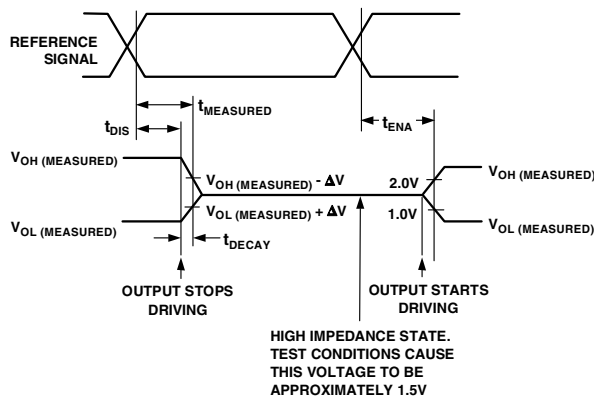 REFERENCE
SIGNAL
tMEASURED
tDIS
tENA
VOH (MEASURED)
VOH (MEASURED) - ΔV
2.0V
VOH (MEASURED)
VOL (MEASURED)
VOL (MEASURED) + ΔV
1.0V
VOL (MEASURED)
tDECAY
OUTPUT STOPS
DRIVING
OUTPUT STARTS
DRIVING
HIGH IMPEDANCE STATE.
TEST CONDITIONS CAUSE
THIS VOLTAGE TO BE
APPROXIMATELY 1.5V